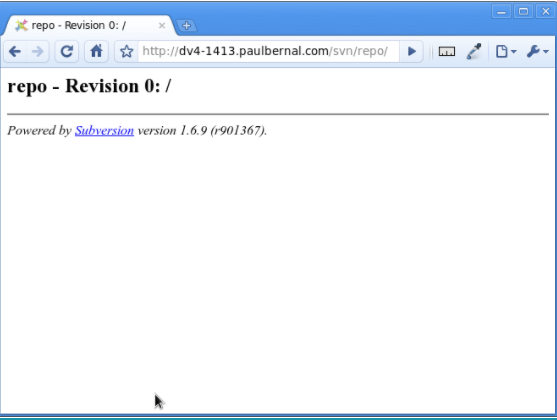 repo - Revision 0: /
http://dv4-1413.paulbernal.com/svn/repo/
repo - Revision 0: /
Powered by Subversion version 1.6.9 (r901367).